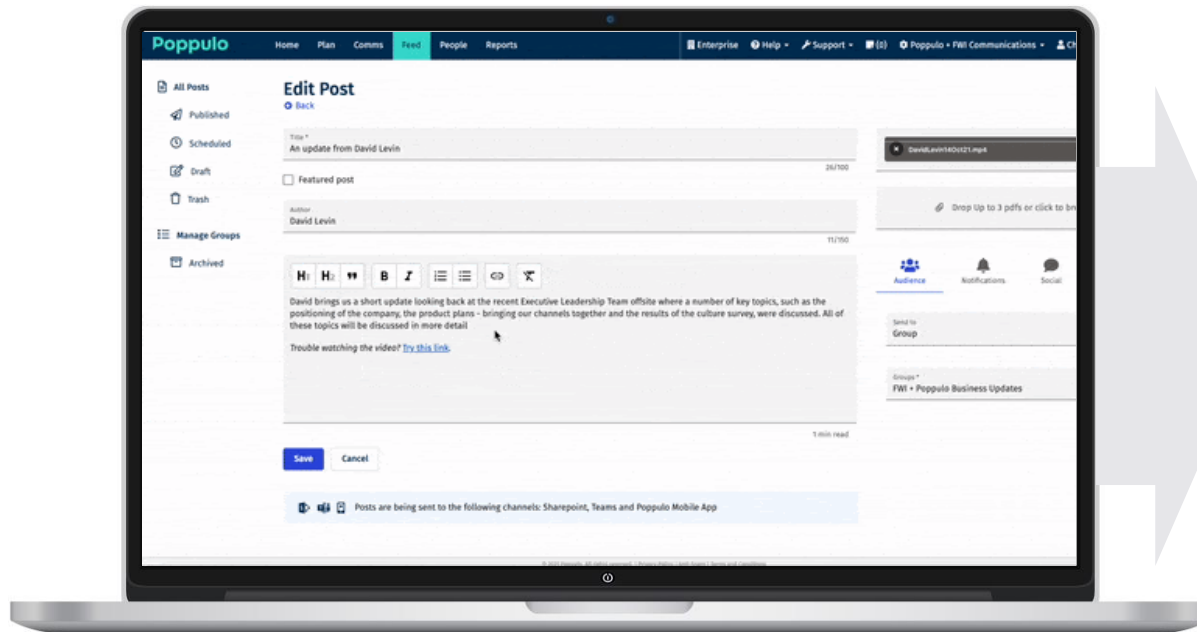 Poppulo
Home Plan Comms Feed People Reports
Enterprise Help Support (0) Poppulo + FWI Communications
All Posts
Published
Scheduled
Draft
Trash
Manage Groups
Archived
Edit Post
Back
Title *
An update from David Levin
26/100
Featured post
Author
David Levin
11/150
H1 H2 B I
David brings us a short update looking back at the recent Executive Leadership Team offsite where a number of key topics, such as the
positioning of the company, the product plans - bringing our channels together and the results of the culture survey, were discussed. All of
these topics will be discussed in more detail
Trouble watching the video? Try this link.
1 min read
Save Cancel
Posts are being sent to the following channels: Sharepoint, Teams and Poppulo Mobile App
DavidLevin14Oct21.mp4
Drop Up to 3 pdfs or click to br
Audience Notifications Social
Send to
Group
Groups *
FWI + Poppulo Business Updates